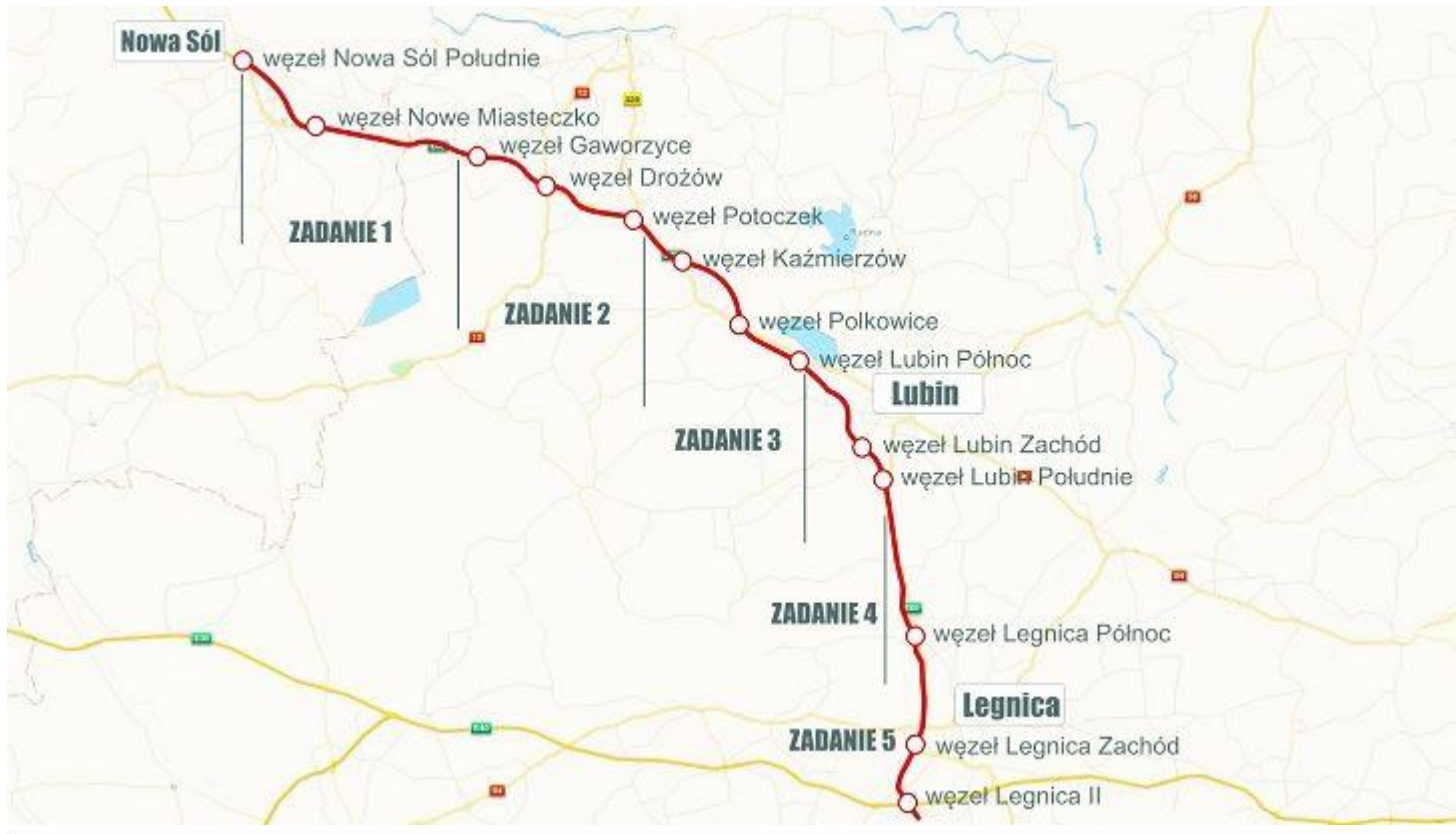 Nowa Sól
węzeł Nowa Sól Południe
12
węzeł Nowe Miasteczko
węzeł Gaworzyce
węzeł Drożów
węzeł Potoczek
ZADANIE 1
węzeł Kaźmierzów
ZADANIE 2
węzeł Polkowice
węzeł Lubin Północ
Lubin
ZADANIE 3
węzeł Lubin Zachód
węzeł Lubin Południe
ZADANIE 4
węzeł Legnica Północ
Legnica
ZADANIE 5
węzeł Legnica Zachód
94
węzeł Legnica II